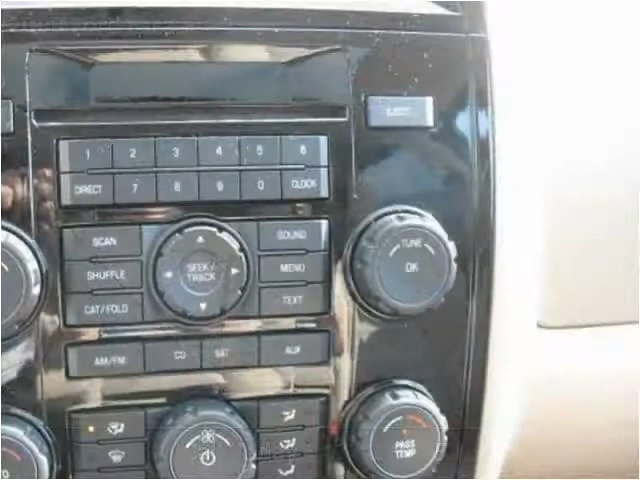 1 2 3 4 5 6
DIRECT 7 8 9 0 CLOCK
SCAN SOUND
SHUFFLE SEEK/ MENU
TRACK
CAT/FOLD TEXT
TUNE
OK
AM/FM CD SAT AUX
PASS
TEMP